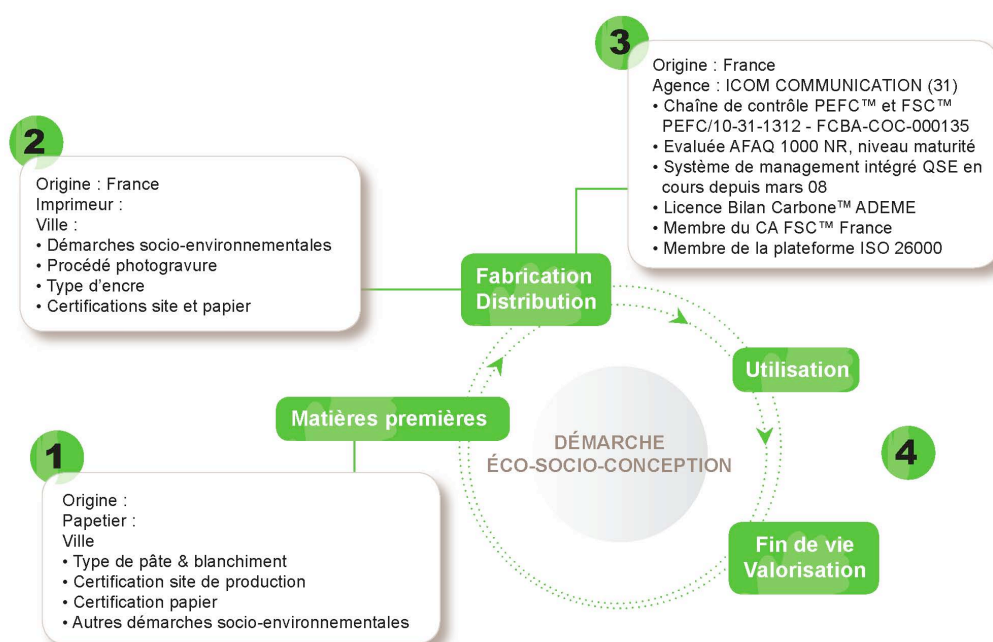 3
Origine : France
Agence : ICOM COMMUNICATION (31)
• Chaîne de contrôle PEFC™ et FSC™
PEFC/10-31-1312 - FCBA-COC-000135
• Evaluée AFAQ 1000 NR, niveau maturité
• Système de management intégré QSE en
cours depuis mars 08
• Licence Bilan Carbone™ ADEME
• Membre du CA FSC™ France
• Membre de la plateforme ISO 26000
2
Origine : France
Imprimeur :
Ville :
• Démarches socio-environnementales
• Procédé photogravure
• Type d'encre
• Certifications site et papier
Fabrication
Distribution
Utilisation
Matières premières
DÉMARCHE
ÉCO-SOCIO-CONCEPTION
4
1
Origine :
Papetier :
Ville
• Type de pâte & blanchiment
• Certification site de production
• Certification papier
• Autres démarches socio-environnementales
Fin de vie
Valorisation